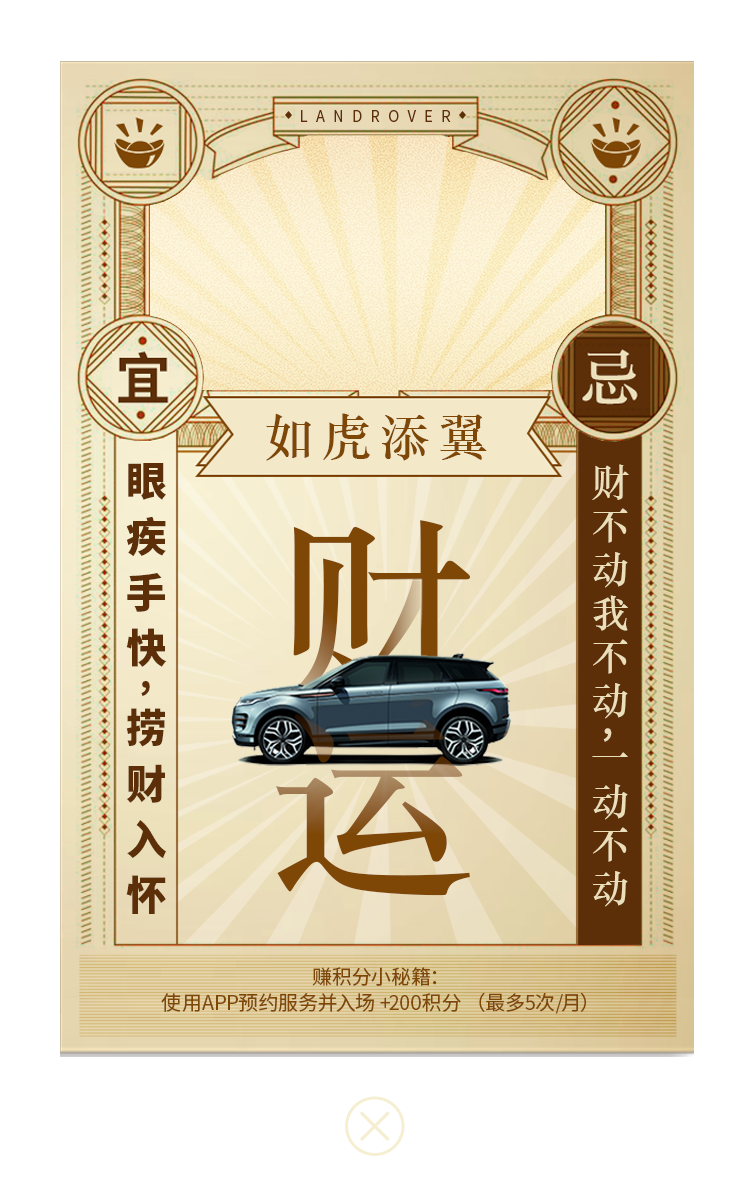 LANDROVER
宜
忌
如虎添翼
眼疾手快，捞财入怀
财运
财不动我不动，一动不动
赚积分小秘籍：
使用APP预约服务并入场 +200积分 （最多5次/月）